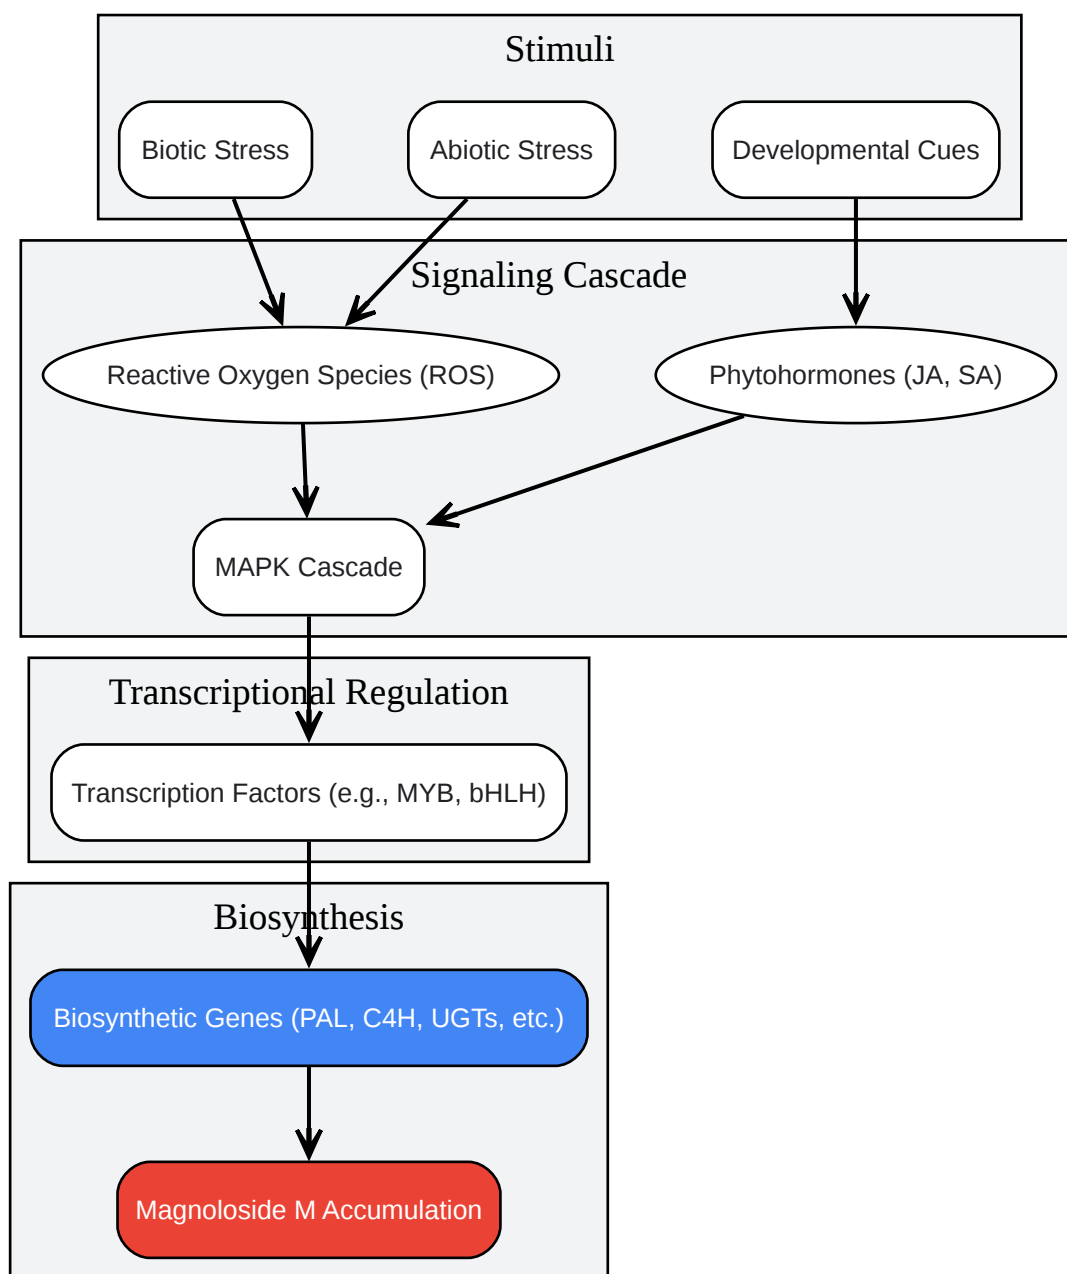 Stimuli
Biotic Stress
Abiotic Stress
Developmental Cues
Signaling Cascade
Reactive Oxygen Species (ROS)
Phytohormones (JA, SA)
MAPK Cascade
Transcriptional Regulation
Transcription Factors (e.g., MYB, bHLH)
Biosynthesis
Biosynthetic Genes (PAL, C4H, UGTs, etc.)
Magnoloside M Accumulation